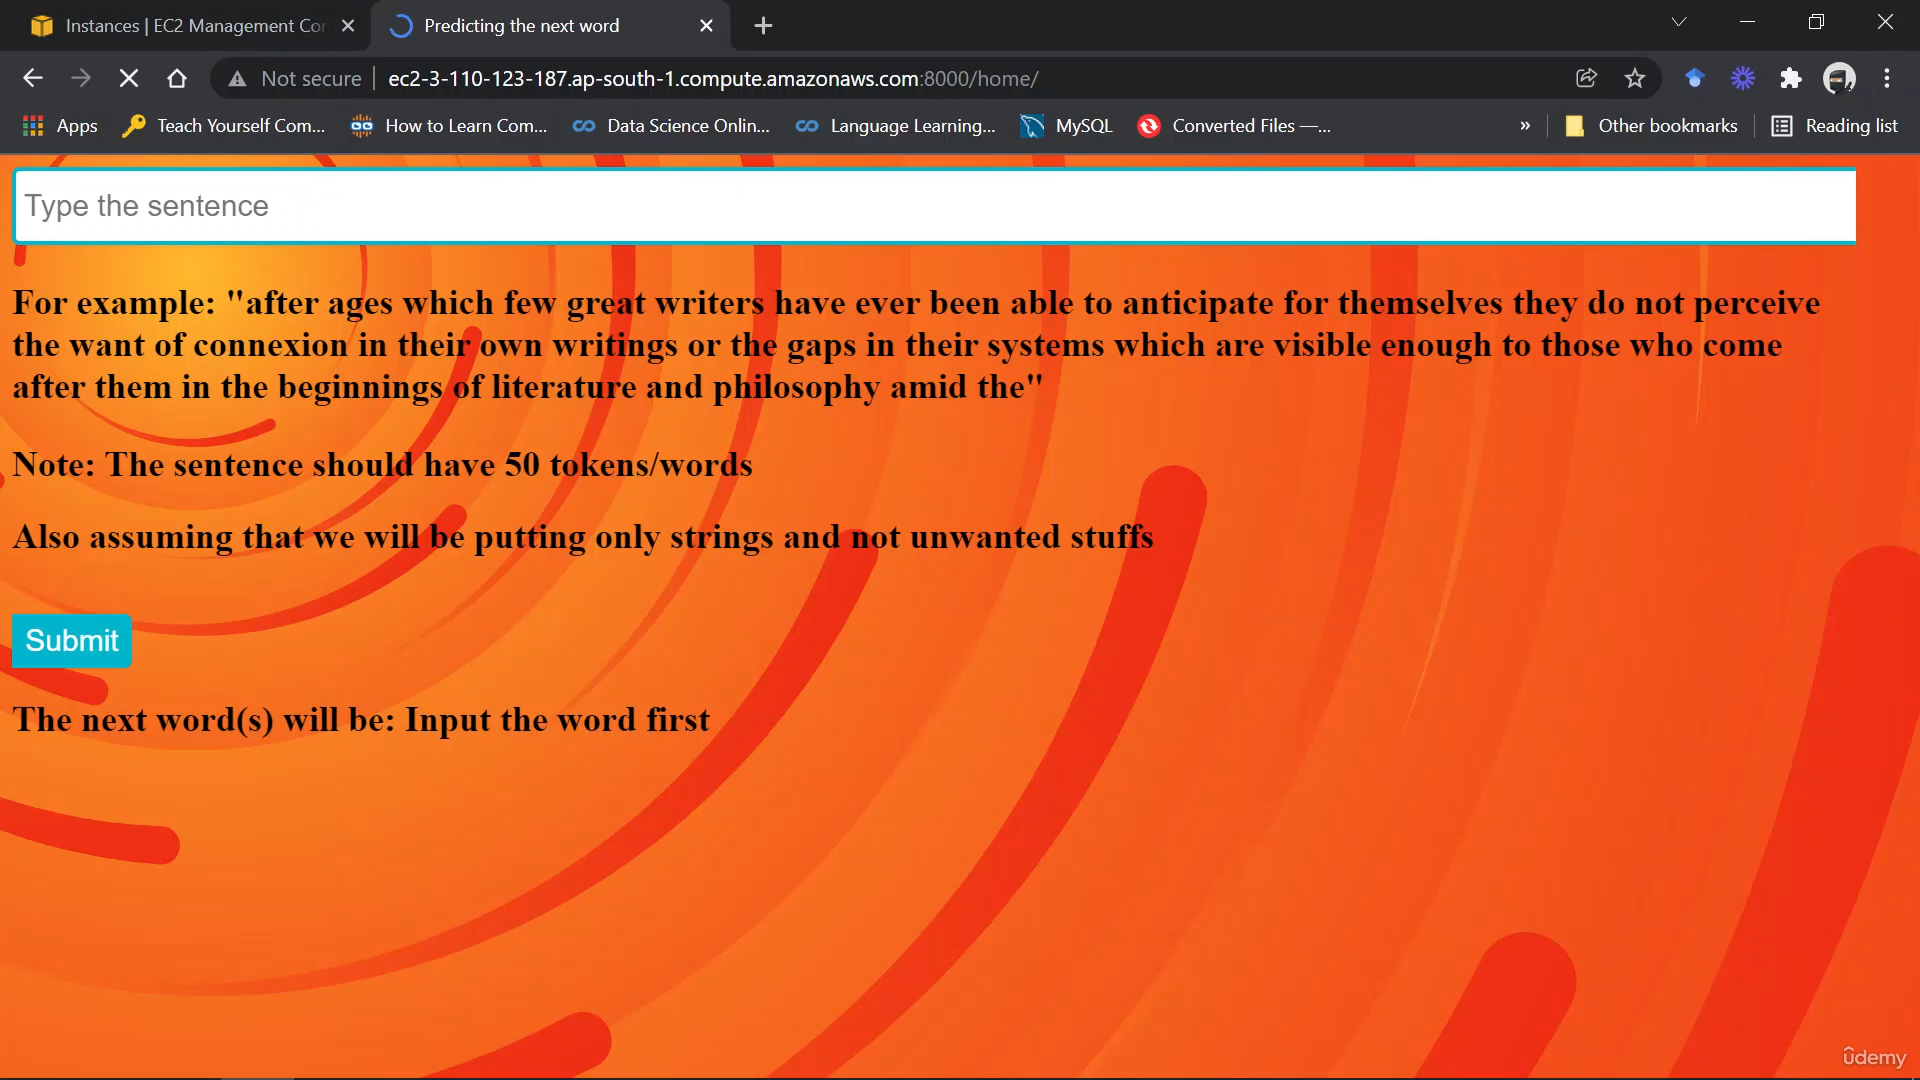 Instances | EC2 Management Con
Predicting the next word
Not secure
ec2-3-110-123-187.ap-south-1.compute.amazonaws.com:8000/home/
Apps
Teach Yourself Com...
How to Learn Com...
Data Science Onlin...
Language Learning...
MySQL
Converted Files —...
»
Other bookmarks
Reading list
Type the sentence
For example: "after ages which few great writers have ever been able to anticipate for themselves they do not perceive
the want of connexion in their own writings or the gaps in their systems which are visible enough to those who come
after them in the beginnings of literature and philosophy amid the"
Note: The sentence should have 50 tokens/words
Also assuming that we will be putting only strings and not unwanted stuffs
Submit
The next word(s) will be: Input the word first
ûdemy